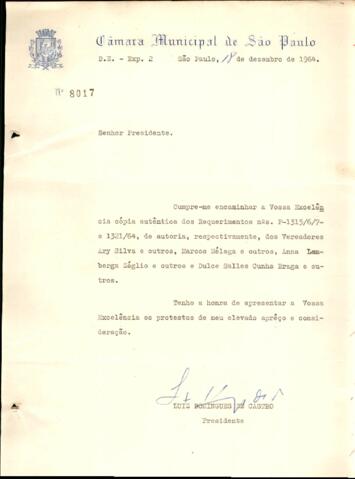 Câmara Municipal de São Paulo
D.E. - Exp. 2 São Paulo, 18 de dezembro de 1964.
Nº 8017
Senhor Presidente.
Cumpre-me encaminhar a Vossa Excelên
cia cópia autêntica dos Requerimentos nºs. P-1315/6/7-
e 1321/64, de autoria, respectivamente, dos Vereadores
Ary Silva e outros, Marcos Mélega e outros, Anna Lam
berga Zéglio e outros e Dulce Salles Cunha Braga e ou-
tros.
Tenho a honra de apresentar a Vossa
Excelência os protestos de meu elevado aprêço e consi-
deração.
LUIS DOMINGUES DE CASTRO
Presidente